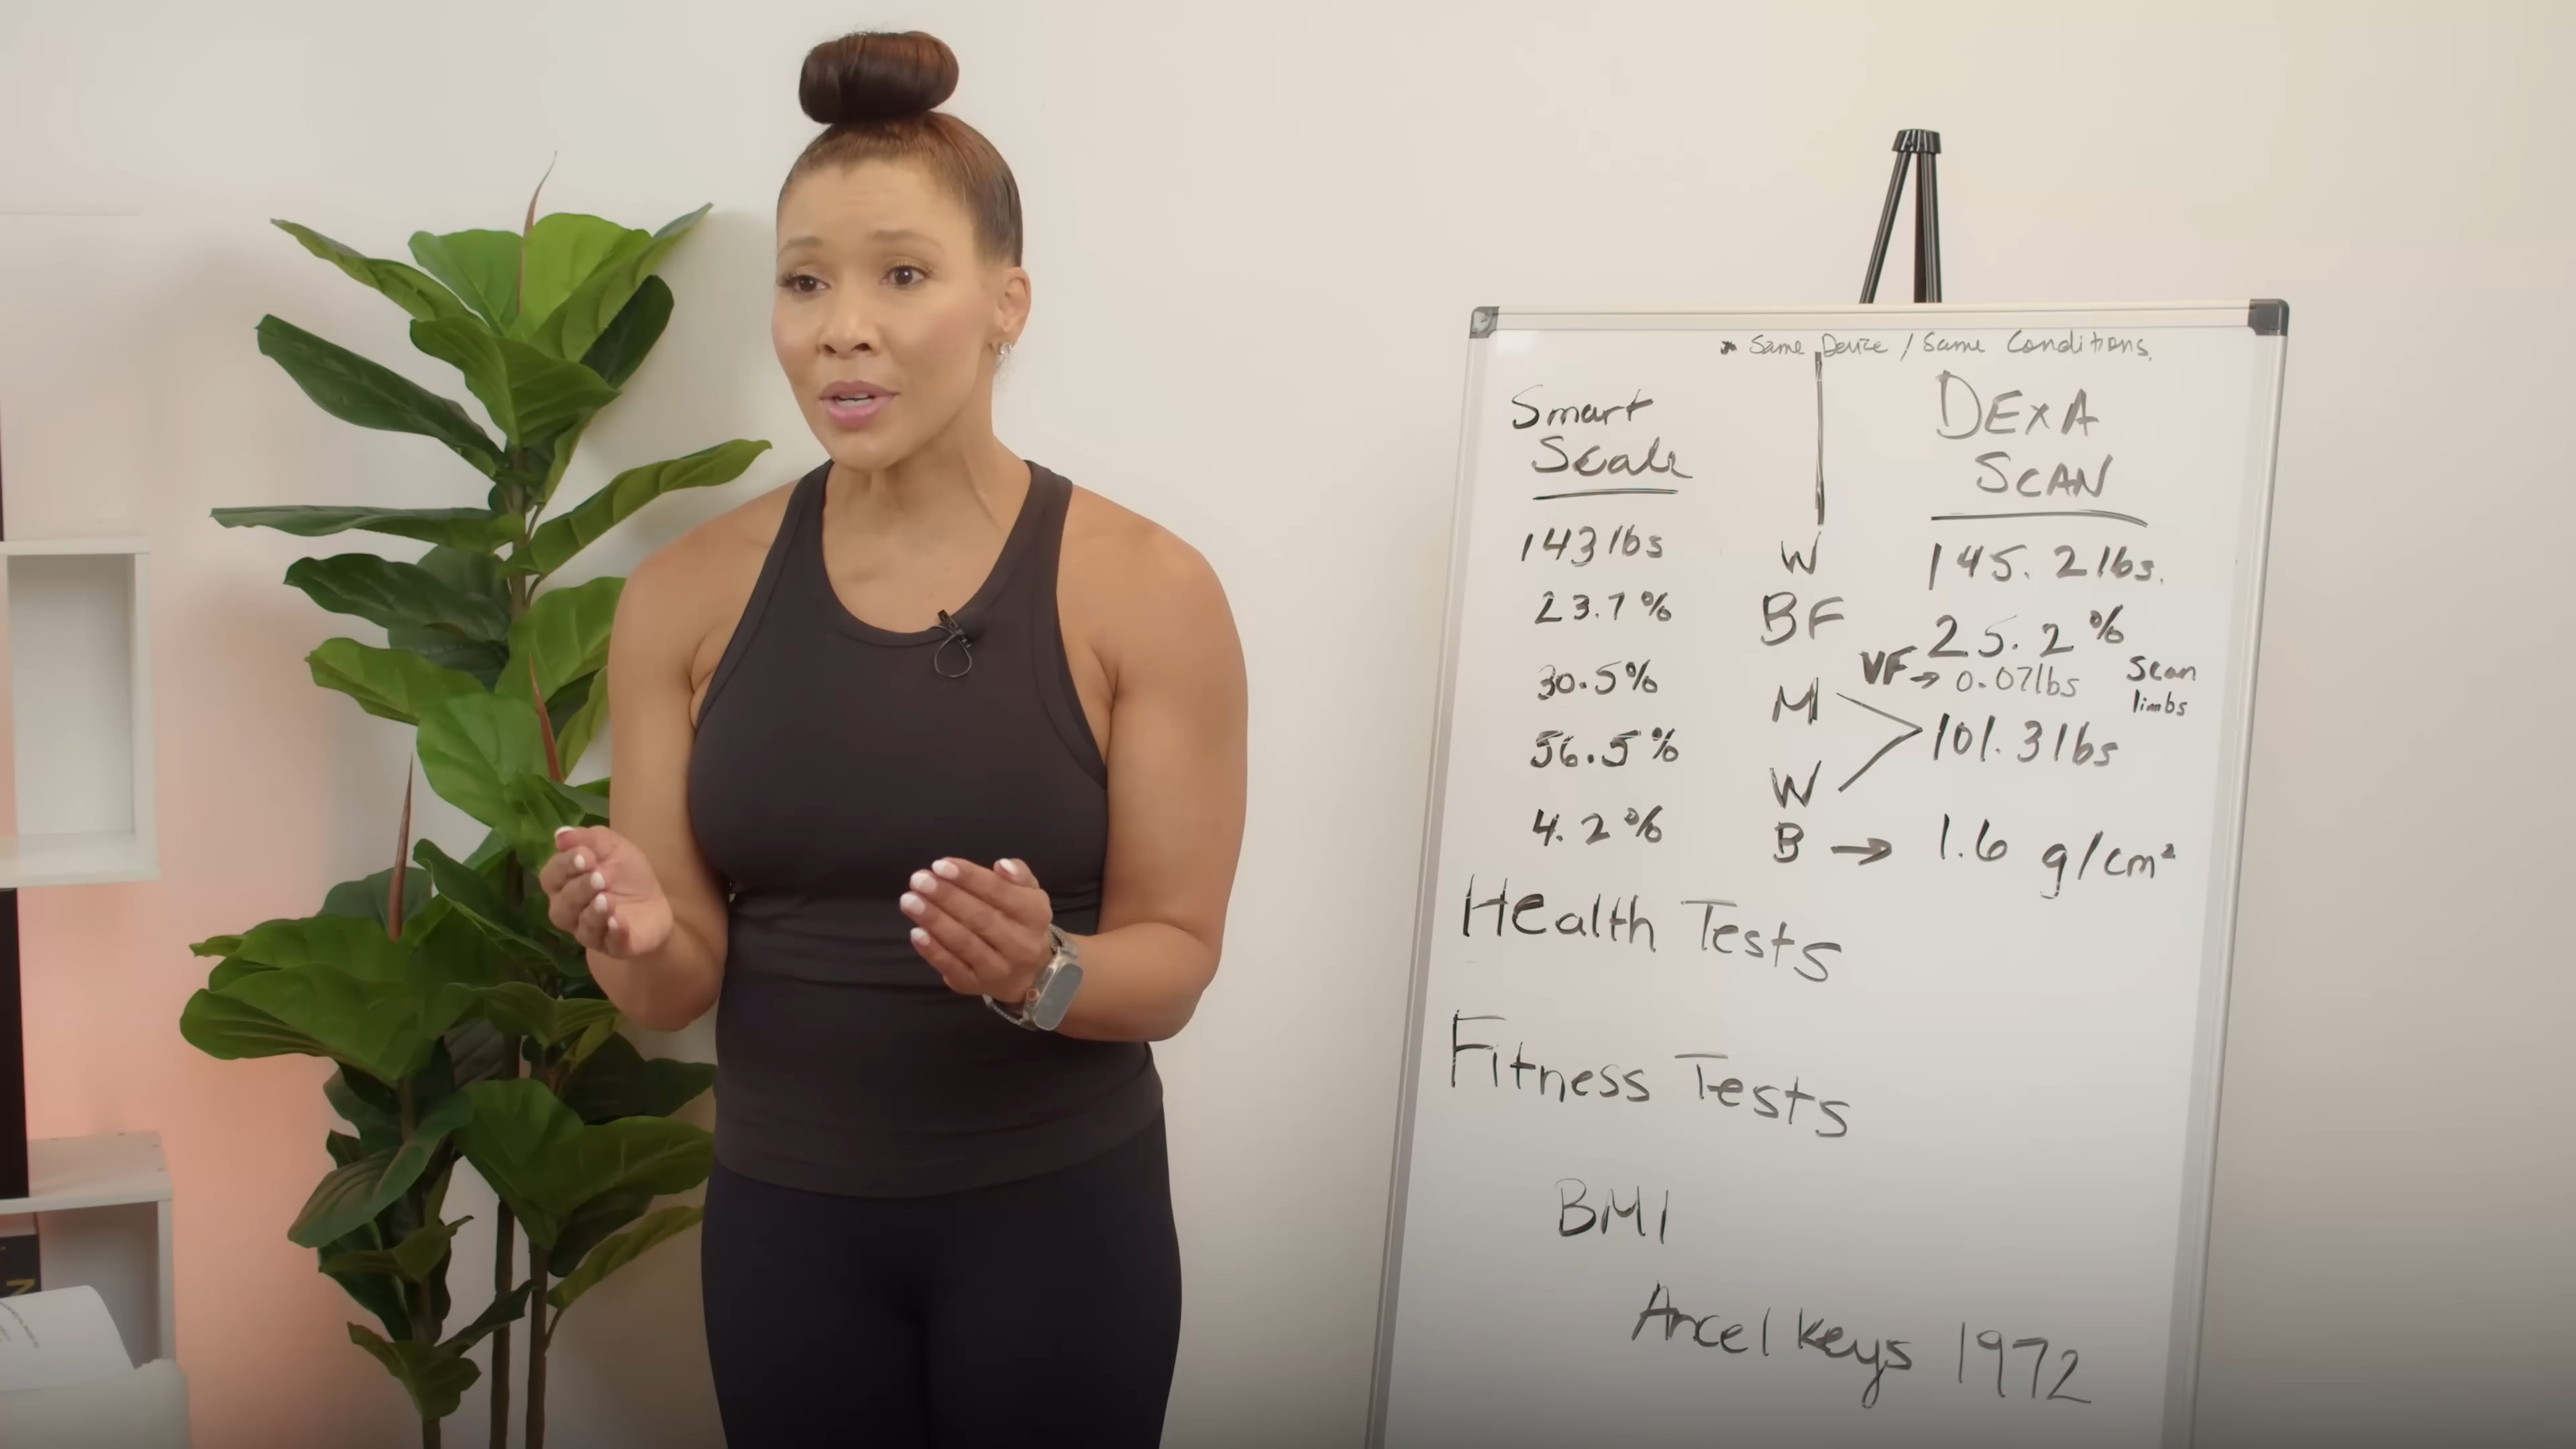 * Same Device / Same Conditions.
Smart
Scale
DEXA
SCAN
143 lbs W 145.2 lbs.
23.7% BF 25.2%
VF → 0.07 lbs
Scan
limbs
30.5% M
101.3 lbs
56.5% W
4.2% B → 1.6 g/cm²
Health Tests
Fitness Tests
BMI
Ancel Keys 1972